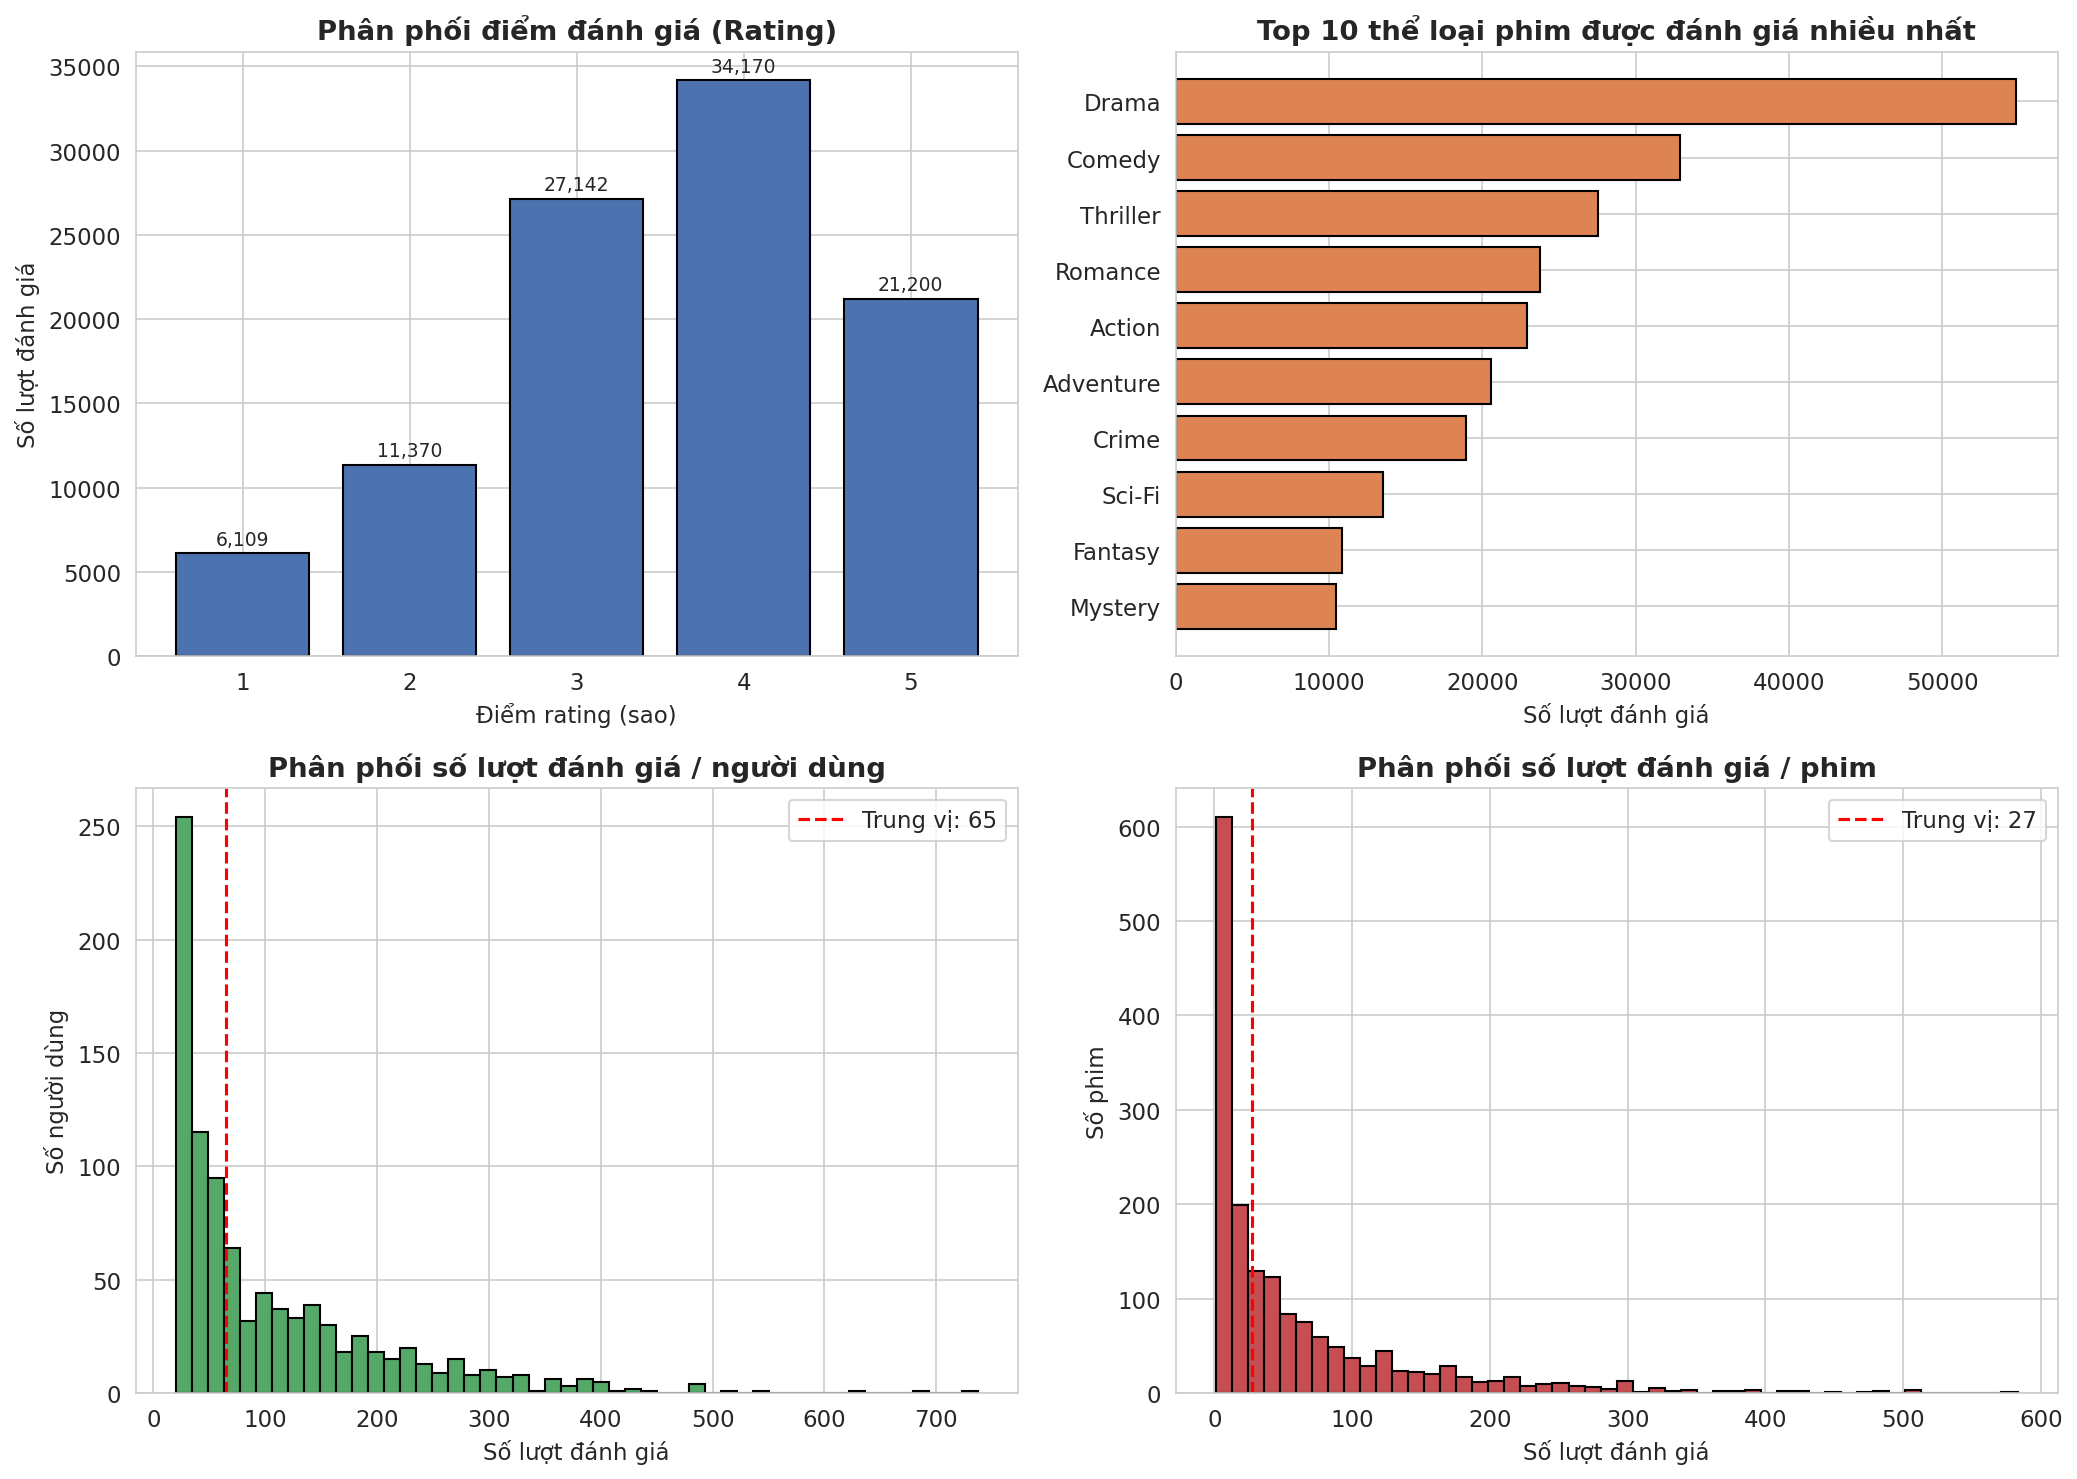 Phân phối điểm đánh giá (Rating)
Số lượt đánh giá
35000
30000
25000
20000
15000
10000
5000
0
6,109
11,370
27,142
34,170
21,200
1 2 3 4 5
Điểm rating (sao)
Top 10 thể loại phim được đánh giá nhiều nhất
Drama
Comedy
Thriller
Romance
Action
Adventure
Crime
Sci-Fi
Fantasy
Mystery
0 10000 20000 30000 40000 50000
Số lượt đánh giá
Phân phối số lượt đánh giá / người dùng
Trung vị: 65
Số người dùng
250
200
150
100
50
0
0 100 200 300 400 500 600 700
Số lượt đánh giá
Phân phối số lượt đánh giá / phim
Trung vị: 27
Số phim
600
500
400
300
200
100
0
0 100 200 300 400 500 600
Số lượt đánh giá